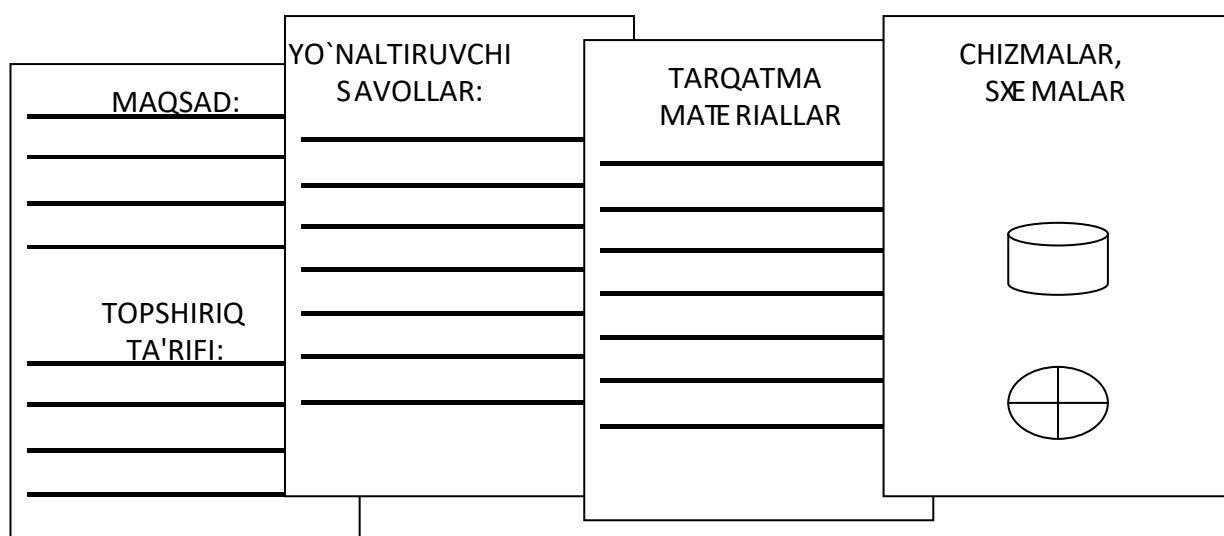 MAQSAD:
TOPSHIRIQ
TA'RIFI:
YO`NALTIRUVCHI
SAVOLLAR:
TARQATMA
MATERIALLAR
CHIZMALAR,
SXEMALAR